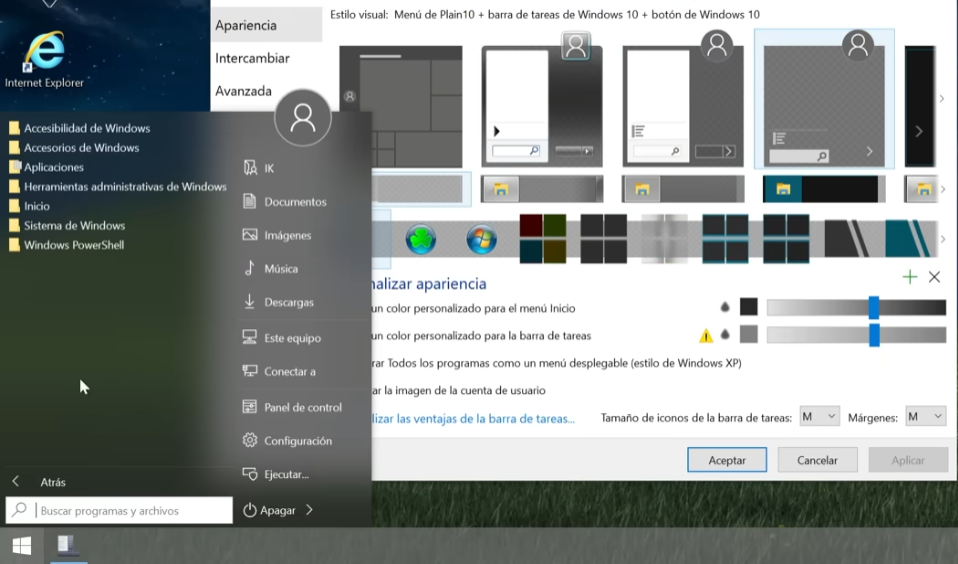 Internet Explorer
Accesibilidad de Windows
Accesorios de Windows
Aplicaciones
Herramientas administrativas de Windows
Inicio
Sistema de Windows
Windows PowerShell
Atrás
Buscar programas y archivos
IK
Documentos
Imágenes
Música
Descargas
Este equipo
Conectar a
Panel de control
Configuración
Ejecutar...
Apagar
Apariencia
Intercambiar
Avanzada
Estilo visual: Menú de Plain10 + barra de tareas de Windows 10 + botón de Windows 10
nalizar apariencia
un color personalizado para el menú Inicio
un color personalizado para la barra de tareas
rar Todos los programas como un menú desplegable (estilo de Windows XP)
ar la imagen de la cuenta de usuario
lizar las ventajas de la barra de tareas...
Tamaño de iconos de la barra de tareas: M Márgenes: M
Aceptar Cancelar Aplicar